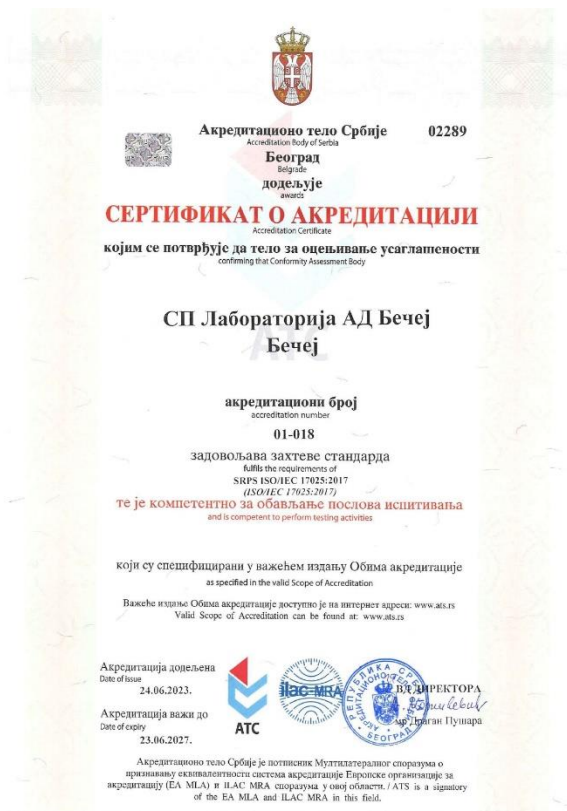 Акредитационо тело Србије 02289
Accreditation Body of Serbia
Београд
Belgrade
додељује
awards
СЕРТИФИКАТ О АКРЕДИТАЦИЈИ
Accreditation Certificate
којим се потврђује да тело за оцењивање усаглашености
confirming that Conformity Assessment Body
СП Лабораторија АД Бечеј
Бечеј
АТС
акредитациони број
accreditation number
01-018
задовољава захтеве стандарда
fulfils the requirements of
SRPS ISO/IEC 17025:2017
(ISO/IEC 17025:2017)
те је компетентно за обављање послова испитивања
and is competent to perform testing activities
који су специфицирани у важећем издању Обима акредитације
as specified in the valid Scope of Accreditation
Важеће издање Обима акредитације доступно је на интернет адреси: www.ats.rs
Valid Scope of Accreditation can be found at: www.ats.rs
Акредитација додељена
Date of issue
24.06.2023.
Акредитација важи до
Date of expiry
23.06.2027.
АТС
ilac-MRA
РЕПУБЛИКА СРБИЈА
АКРЕДИТАЦИОНО ТЕЛО
БЕОГРАД
В.Д. ДИРЕКТОРА
мр Драган Пушара
Акредитационо тело Србије је потписник Мултилатералног споразума о
признавању еквивалентности система акредитације Европске организације за
акредитацију (EA MLA) и ILAC MRA споразума у овој области. / ATS is a signatory
of the EA MLA and ILAC MRA in this field.